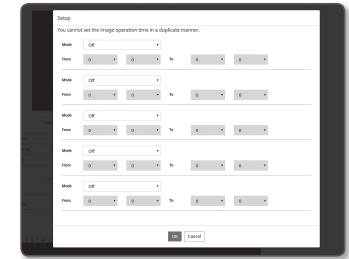 Setup
You cannot set the image operation time in a duplicate manner.
Mode Off
From 0 0 To 0 0
Mode Off
From 0 0 To 0 0
Mode Off
From 0 0 To 0 0
Mode Off
From 0 0 To 0 0
Mode Off
From 0 0 To 0 0
OK Cancel